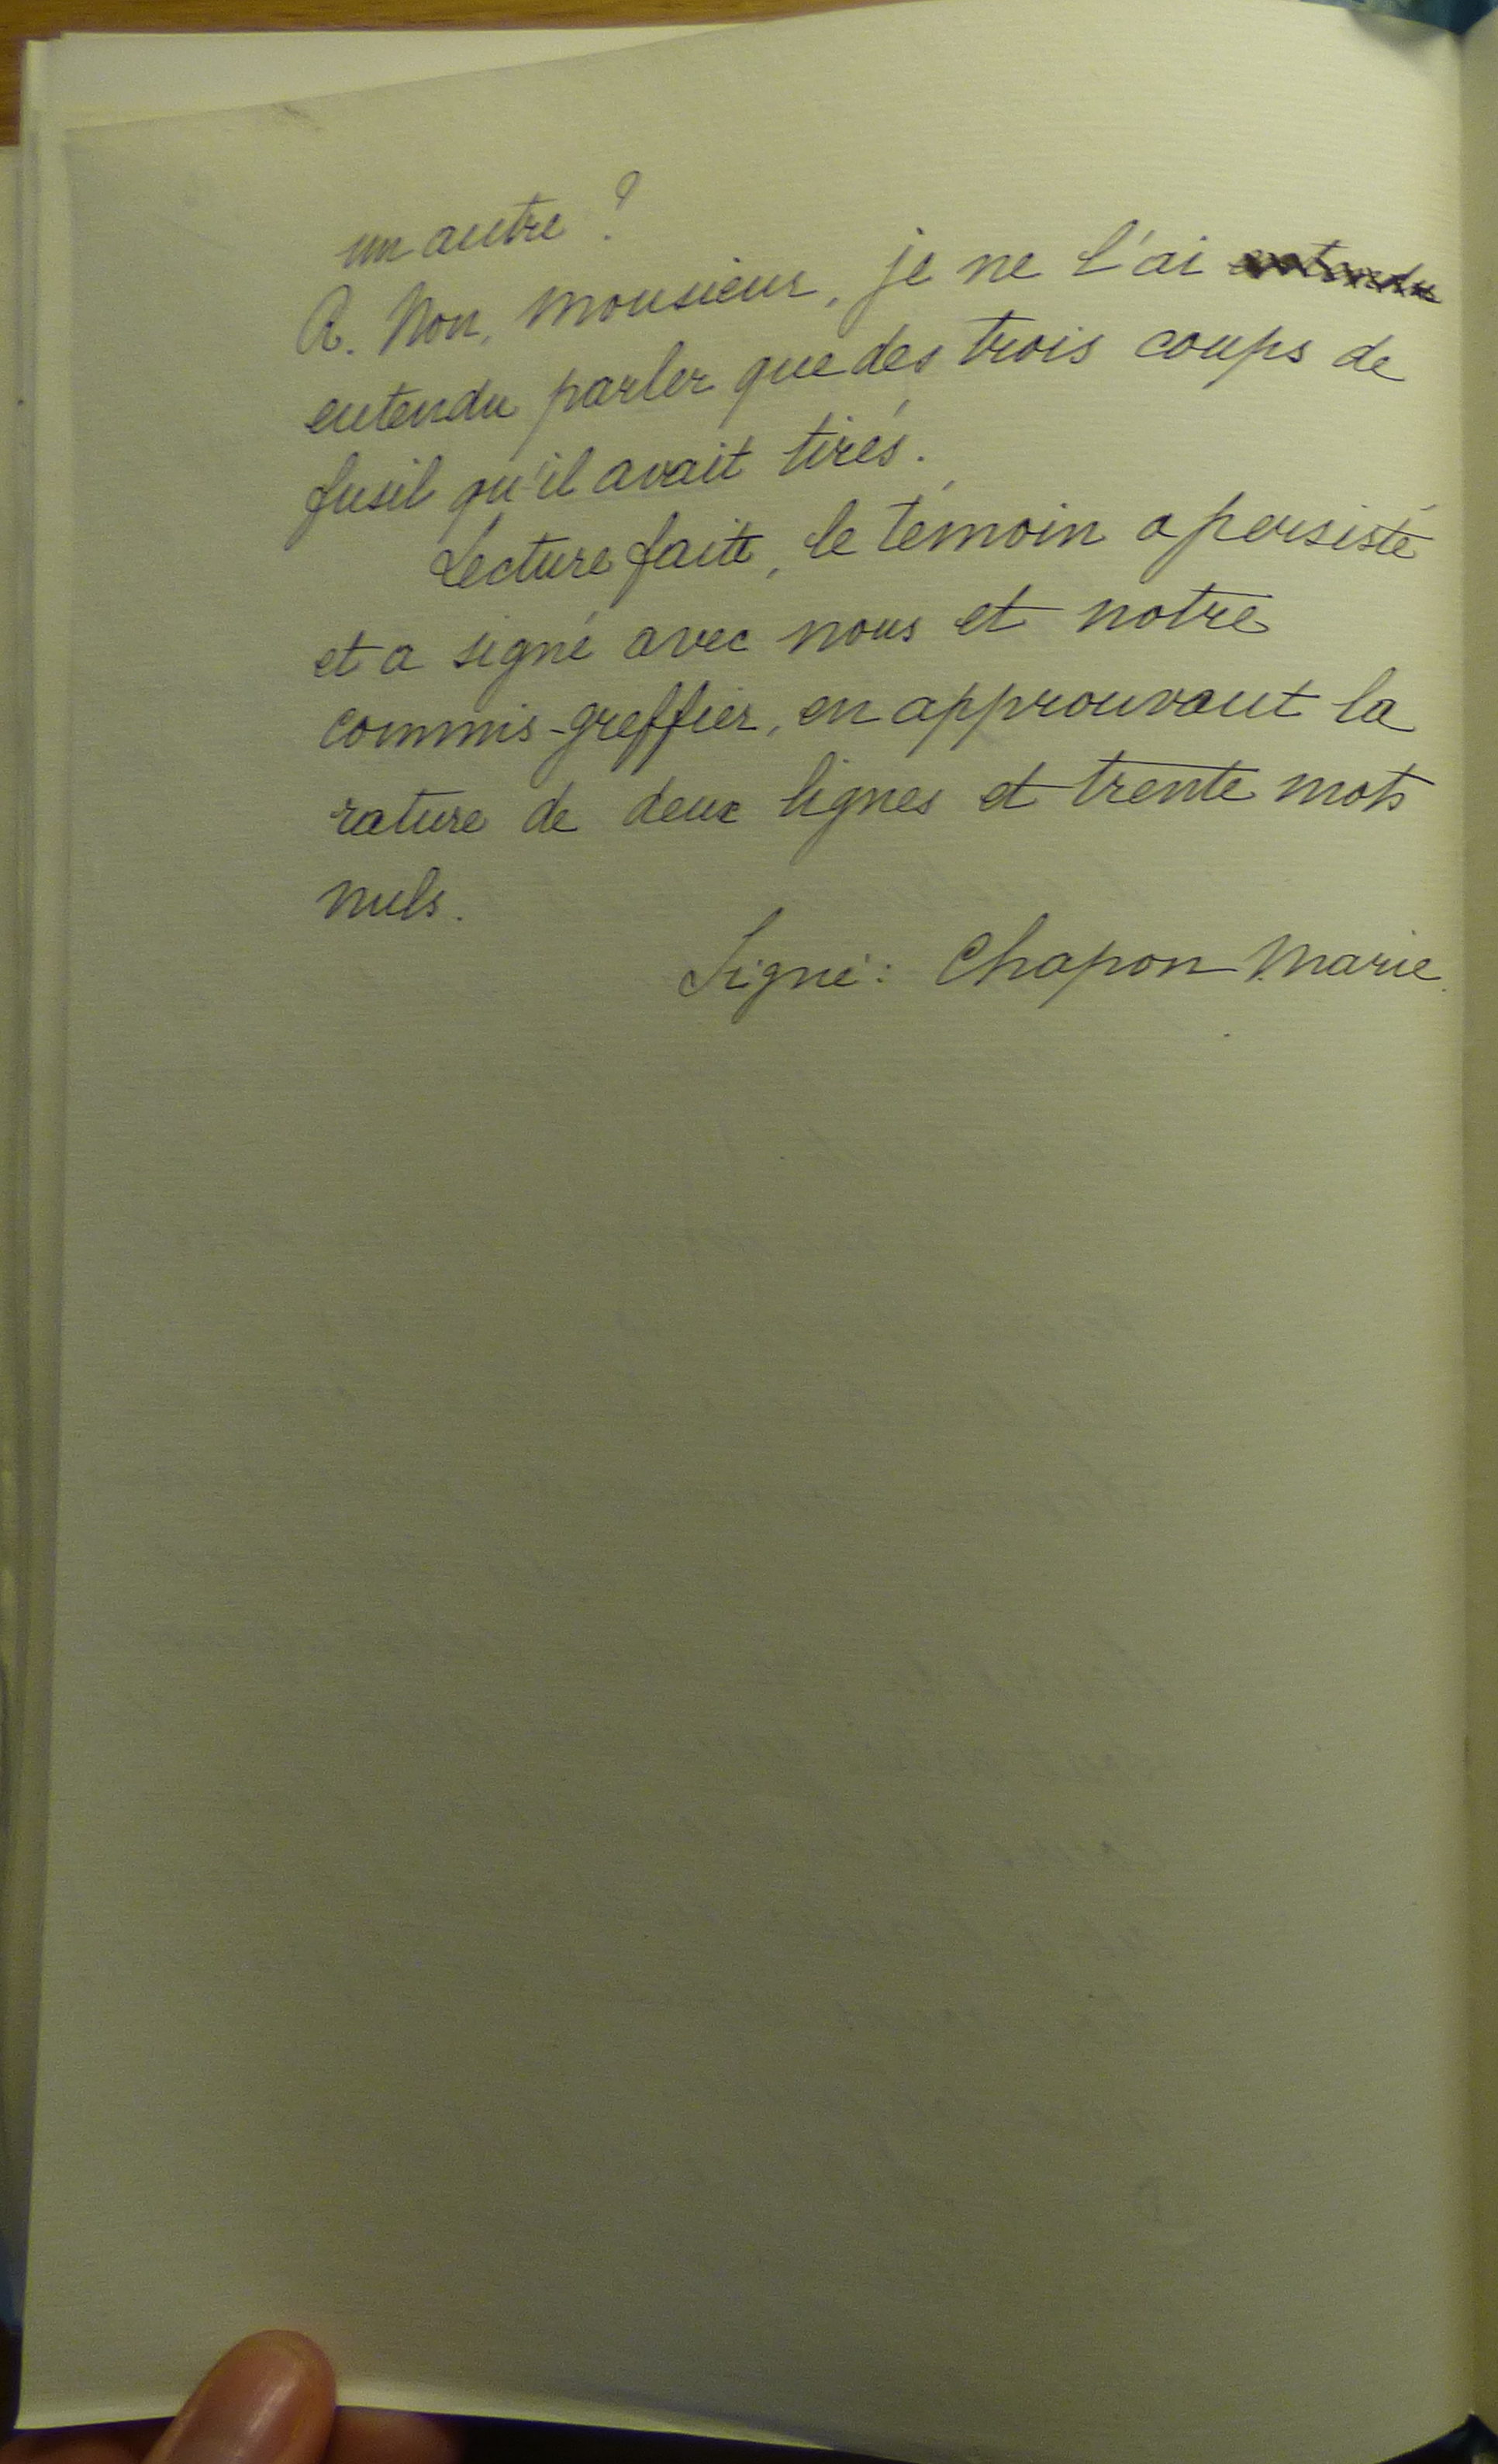 un autre ?
R. Non, monsieur, je ne l'ai entendu
entendu parler que des trois coups de
fusil qu'il avait tirés.
Lecture faite, le témoin a persisté
et a signé avec nous et notre
commis-greffier, en approuvant la
rature de deux lignes et trente mots
nuls.
Signé : Chapon Marie.